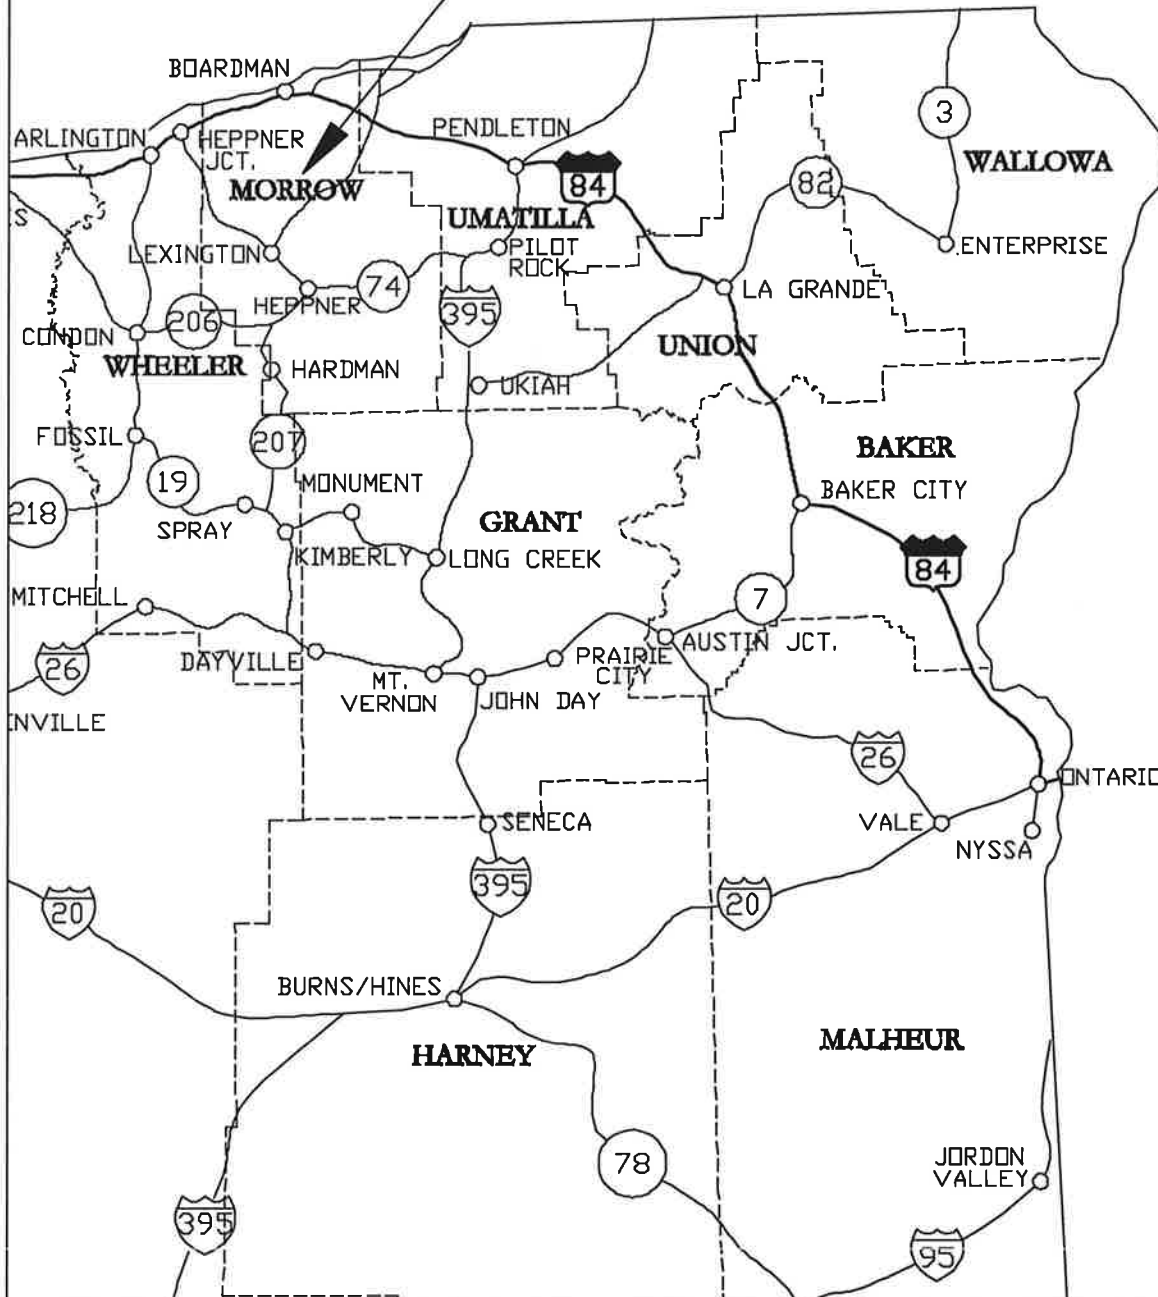 BOARDMAN
ARLINGTON
HEPPNER
JCT.
PENDLETON
3
WALLOWA
84
82
MORROW
UMATILLA
S
LEXINGTON
PILOT
ROCK
ENTERPRISE
74
HEPPNER
LA GRANDE
395
206
CONDON
UNION
WHEELER
HARDMAN
UKIAH
FOSSIL
207
BAKER
19
MONUMENT
BAKER CITY
218
SPRAY
GRANT
KIMBERLY
LONG CREEK
84
MITCHELL
7
AUSTIN JCT.
26
DAYVILLE
PRAIRIE
CITY
MT.
VERNON
JOHN DAY
ENVILLE
26
ONTARIO
SENECA
VALE
NYSSA
395
20
20
BURNS/HINES
HARNEY
MALHEUR
78
JORDON
VALLEY
395
95